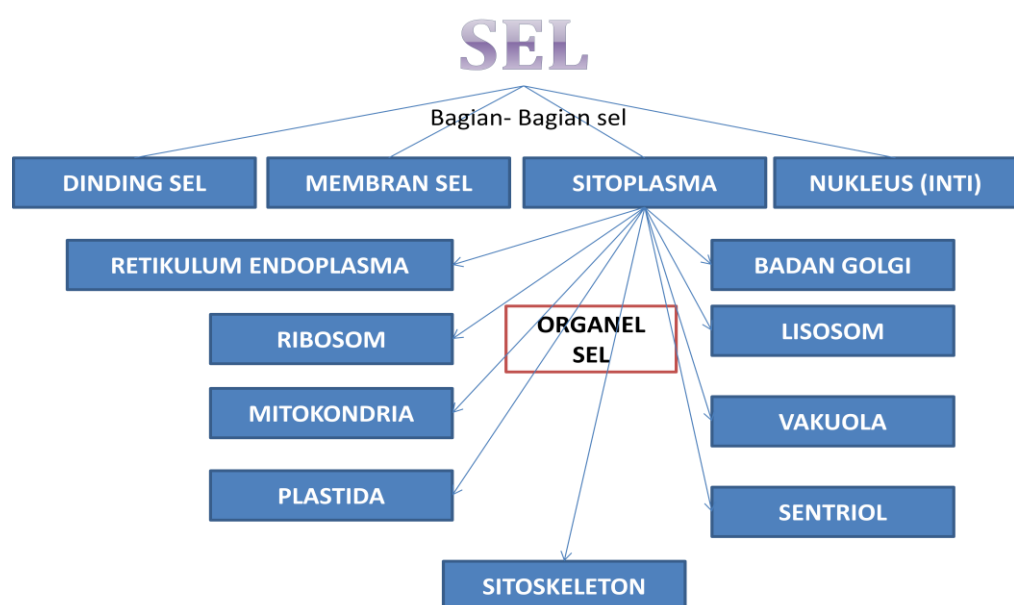 SEL
Bagian- Bagian sel
DINDING SEL
MEMBRAN SEL
SITOPLASMA
NUKLEUS (INTI)
RETIKULUM ENDOPLASMA
BADAN GOLGI
ORGANEL
SEL
RIBOSOM
LISOSOM
MITOKONDRIA
VAKUOLA
PLASTIDA
SENTRIOL
SITOSKELETON